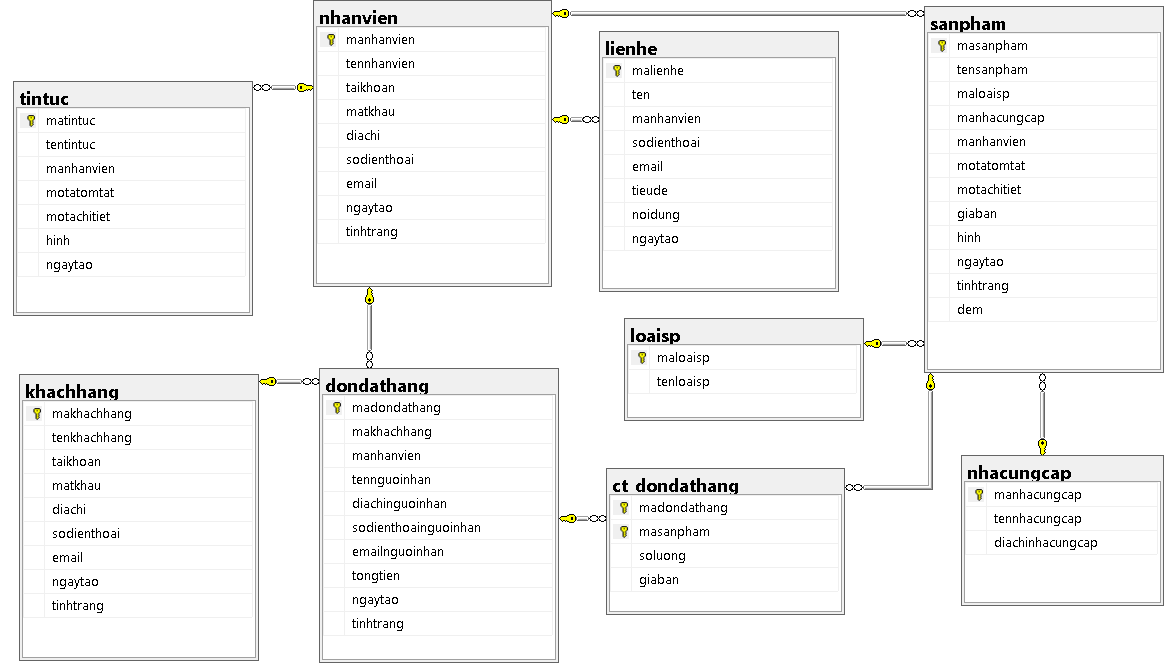 nhanvien
manhanvien
tennhanvien
taikhoan
matkhau
diachi
sodienthoai
email
ngaytao
tinhtrang
sanpham
masanpham
tensanpham
maloaisp
manhacungcap
manhanvien
motatomtat
motachitiet
giaban
hinh
ngaytao
tinhtrang
dem
lienhe
malienhe
ten
manhanvien
sodienthoai
email
tieude
noidung
ngaytao
tintuc
matintuc
tentintuc
manhanvien
motatomtat
motachitiet
hinh
ngaytao
loaisp
maloaisp
tenloaisp
khachhang
makhachhang
tenkhachhang
taikhoan
matkhau
diachi
sodienthoai
email
ngaytao
tinhtrang
dondathang
madondathang
makhachhang
manhanvien
tennguoinhan
diachinguoinhan
sodienthoainguoinhan
emailnguoinhan
tongtien
ngaytao
tinhtrang
ct_dondathang
madondathang
masanpham
soluong
giaban
nhacungcap
manhacungcap
tennhacungcap
diachinhacungcap